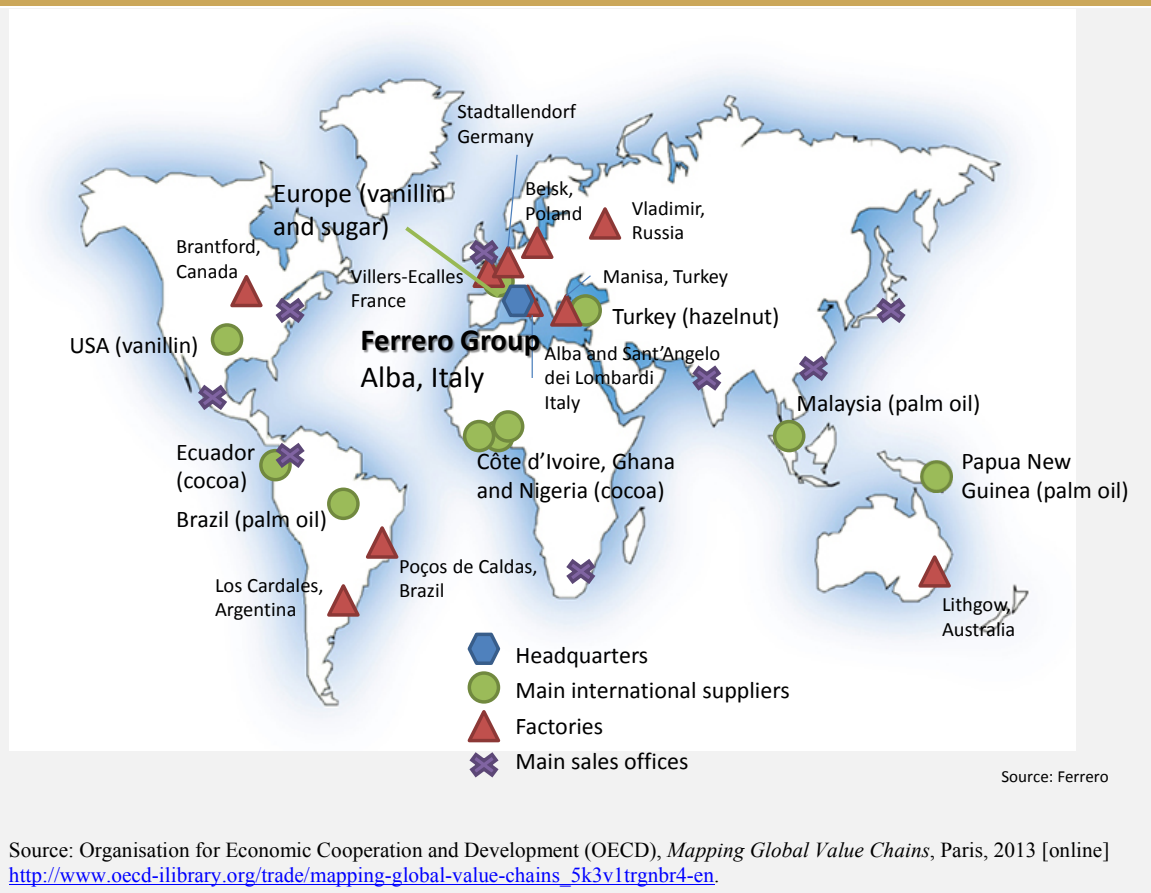 Stadtallendorf
Germany
Europe (vanillin
and sugar)
Belsk,
Poland
Vladimir,
Russia
Brantford,
Canada
Villers-Ecalles
France
Manisa, Turkey
USA (vanillin)
Turkey (hazelnut)
Ferrero Group
Alba, Italy
Alba and Sant'Angelo
dei Lombardi
Italy
Malaysia (palm oil)
Ecuador
(cocoa)
Côte d'Ivoire, Ghana
and Nigeria (cocoa)
Papua New
Guinea (palm oil)
Brazil (palm oil)
Poços de Caldas,
Brazil
Los Cardales,
Argentina
Lithgow,
Australia
Headquarters
Main international suppliers
Factories
Main sales offices
Source: Ferrero
Source: Organisation for Economic Cooperation and Development (OECD), Mapping Global Value Chains, Paris, 2013 [online]
http://www.oecd-ilibrary.org/trade/mapping-global-value-chains_5k3v1trgnbr4-en.